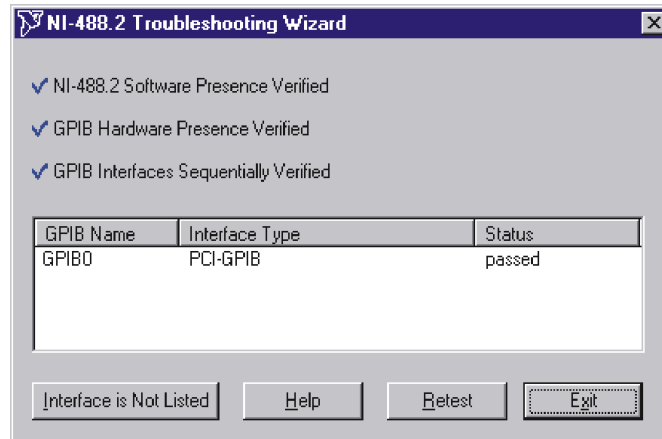 NI-488.2 Troubleshooting Wizard
NI-488.2 Software Presence Verified
GPIB Hardware Presence Verified
GPIB Interfaces Sequentially Verified
GPIB Name Interface Type Status
GPIB0 PCI-GPIB passed
Interface is Not Listed Help Retest Exit